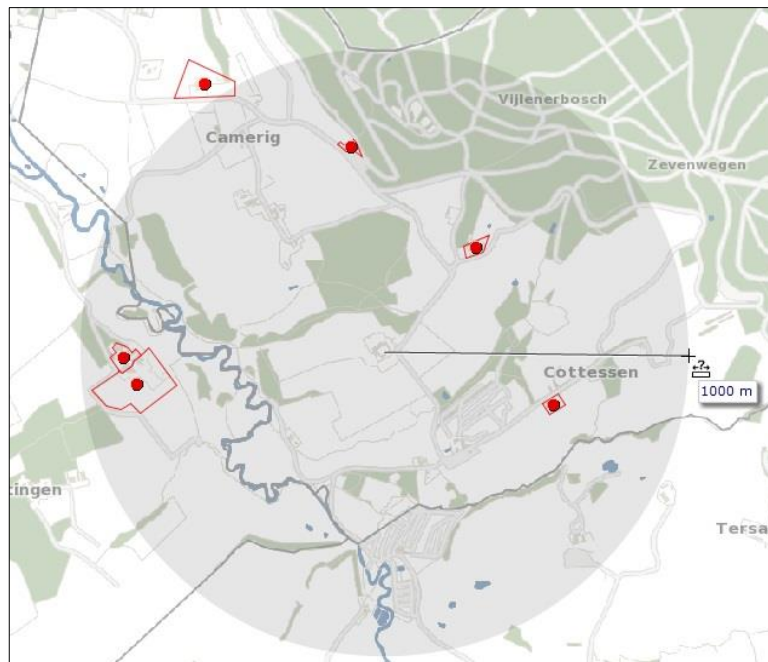 Vijlenerbosch
Camerig
Zevenwegen
Cottessen
?
1000 m
tingen
Tersa